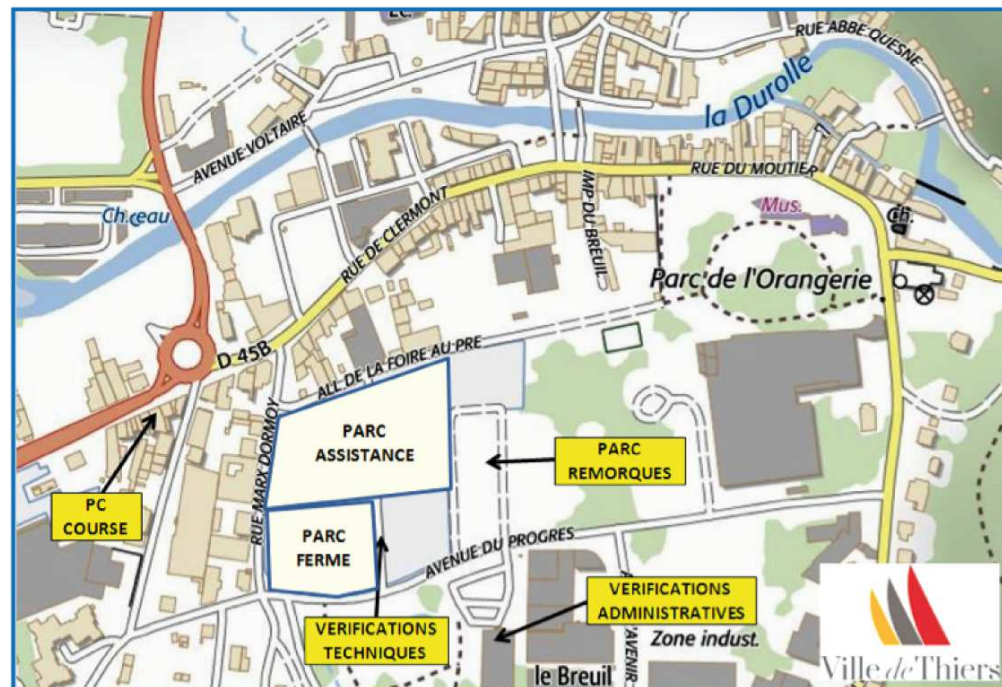 EC.
RUE ABBE QUESNE
la Durolle
AVENUE VOLTAIRE
RUE DU MOUTIER
Ch.ceau
RUE DE CLERMONT
IMP DU BREUIL
Mus.
Ch.
Parc de l'Orangerie
D 45B
ALL DE LA FOIRE AU PRE
RUE MARX DORMOY
PARC
ASSISTANCE
PARC
REMORQUES
PC
COURSE
PARC
FERME
AVENUE DU PROGRES
VERIFICATIONS
TECHNIQUES
VERIFICATIONS
ADMINISTRATIVES
Zone indust.
le Breuil
Ville de Thiers